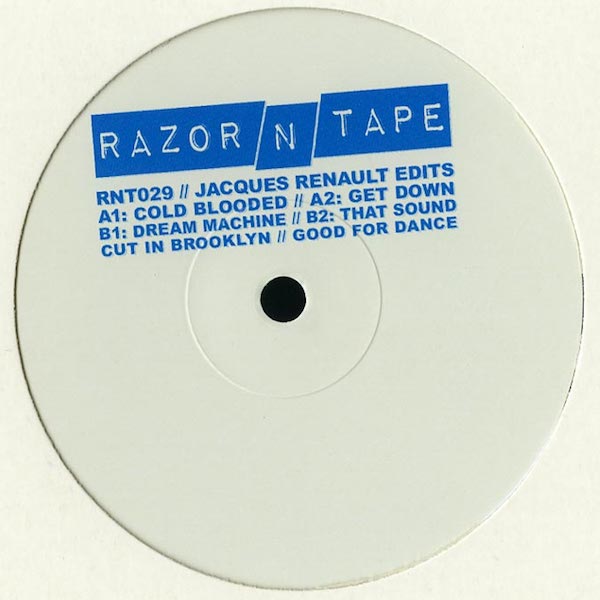 RAZOR N TAPE
RNT029 // JACQUES RENAULT EDITS
A1: COLD BLOODED // A2: GET DOWN
B1: DREAM MACHINE // B2: THAT SOUND
CUT IN BROOKLYN // GOOD FOR DANCE